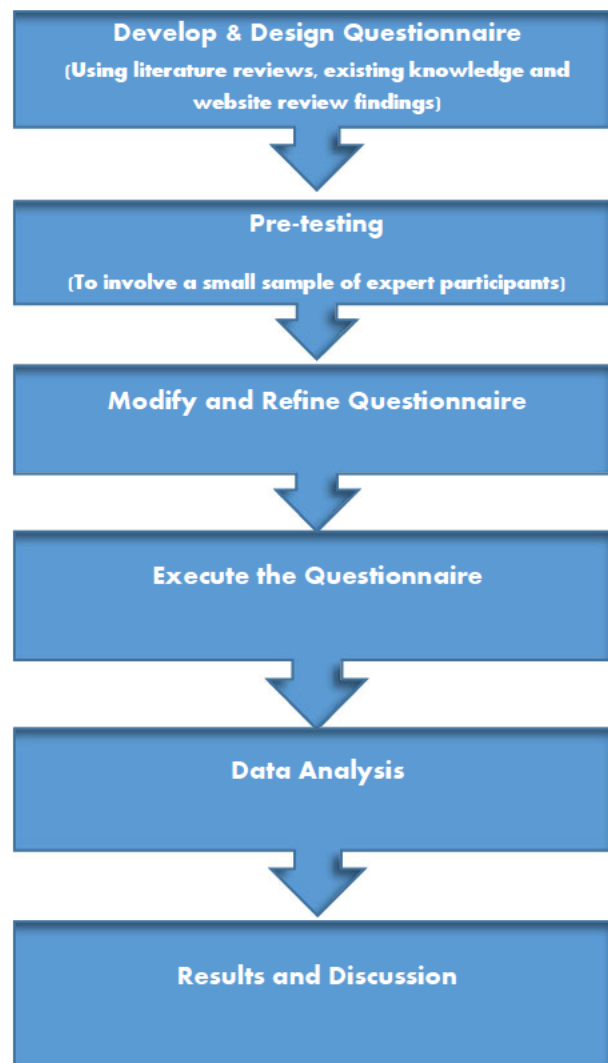 Develop & Design Questionnaire
(Using literature reviews, existing knowledge and
website review findings)
Pre-testing
(To involve a small sample of expert participants)
Modify and Refine Questionnaire
Execute the Questionnaire
Data Analysis
Results and Discussion